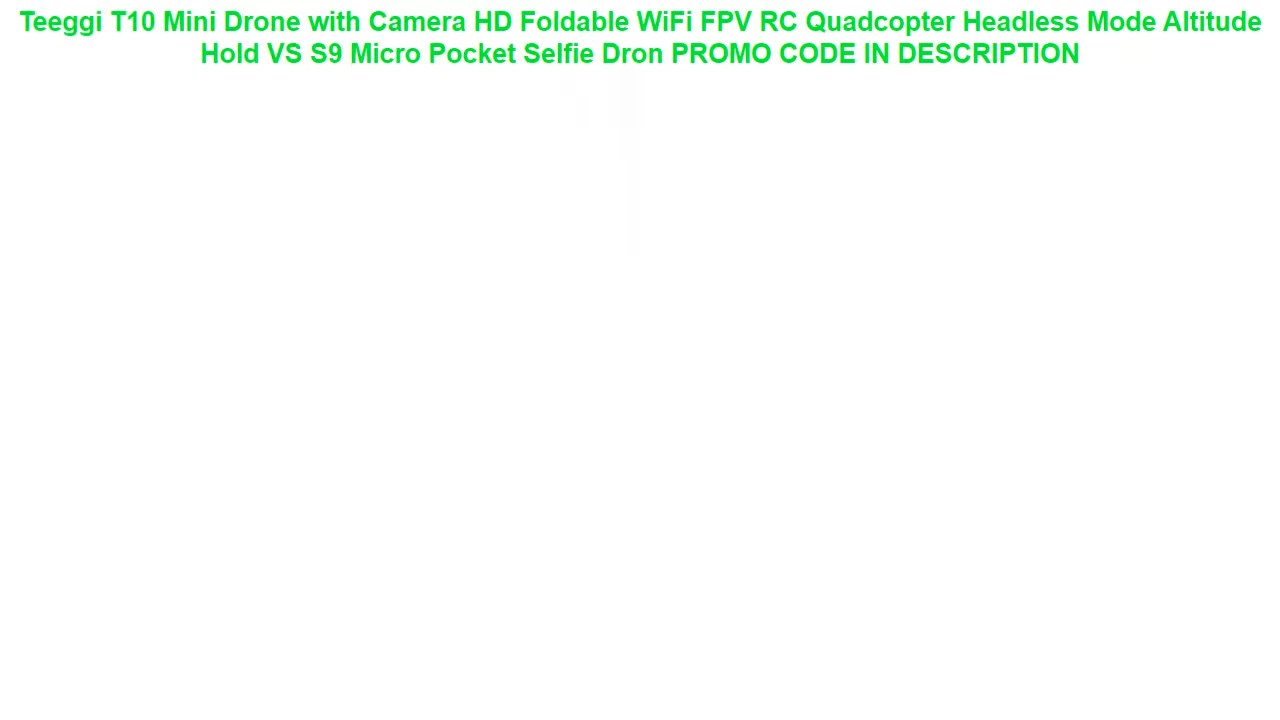 Teeggi T10 Mini Drone with Camera HD Foldable WiFi FPV RC Quadcopter Headless Mode Altitude
Hold VS S9 Micro Pocket Selfie Dron PROMO CODE IN DESCRIPTION